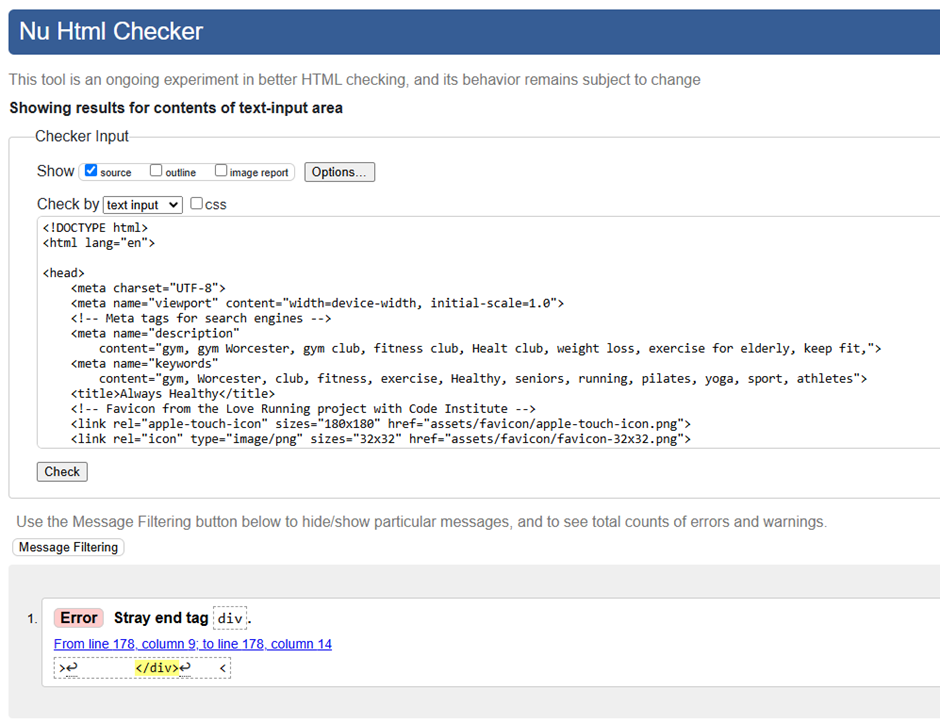 Nu Html Checker
This tool is an ongoing experiment in better HTML checking, and its behavior remains subject to change
Showing results for contents of text-input area
Checker Input
Show source outline image report Options...
Check by text input css
<!DOCTYPE html>
<html lang="en">
<head>
<meta charset="UTF-8">
<meta name="viewport" content="width=device-width, initial-scale=1.0">
<!-- Meta tags for search engines -->
<meta name="description"
content="gym, gym Worcester, gym club, fitness club, Healt club, weight loss, exercise for elderly, keep fit,">
<meta name="keywords"
content="gym, Worcester, club, fitness, exercise, Healthy, seniors, running, pilates, yoga, sport, athletes">
<title>Always Healthy</title>
<!-- Favicon from the Love Running project with Code Institute -->
<link rel="apple-touch-icon" sizes="180x180" href="assets/favicon/apple-touch-icon.png">
<link rel="icon" type="image/png" sizes="32x32" href="assets/favicon/favicon-32x32.png">
Check
Use the Message Filtering button below to hide/show particular messages, and to see total counts of errors and warnings.
Message Filtering
1. Error Stray end tag div.
From line 178, column 9; to line 178, column 14
>↩ </div>↩ <